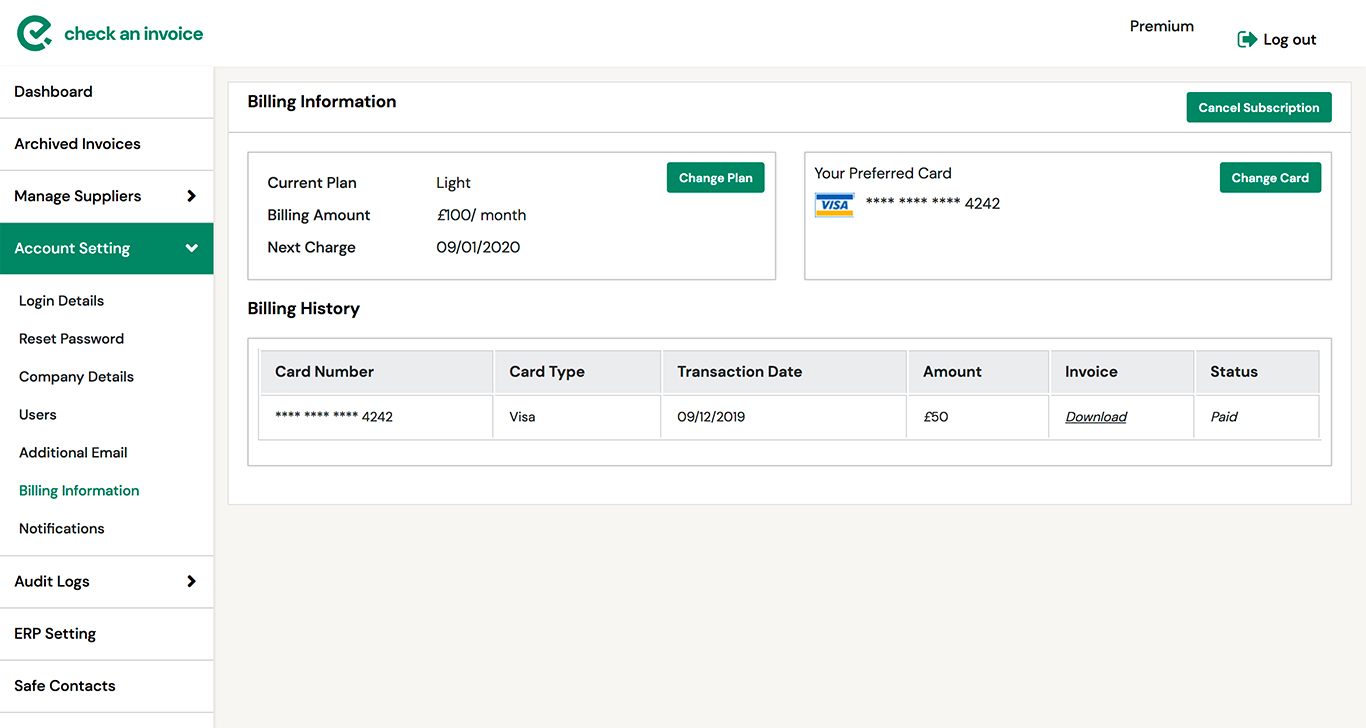 check an invoice
Premium
Log out
Dashboard
Archived Invoices
Manage Suppliers
Account Setting
Login Details
Reset Password
Company Details
Users
Additional Email
Billing Information
Notifications
Audit Logs
ERP Setting
Safe Contacts
Billing Information
Cancel Subscription
Current Plan Light
Change Plan
Billing Amount £100/ month
Next Charge 09/01/2020
Your Preferred Card
Change Card
VISA **** **** **** 4242
Billing History
Card Number Card Type Transaction Date Amount Invoice Status
**** **** **** 4242 Visa 09/12/2019 £50 Download Paid